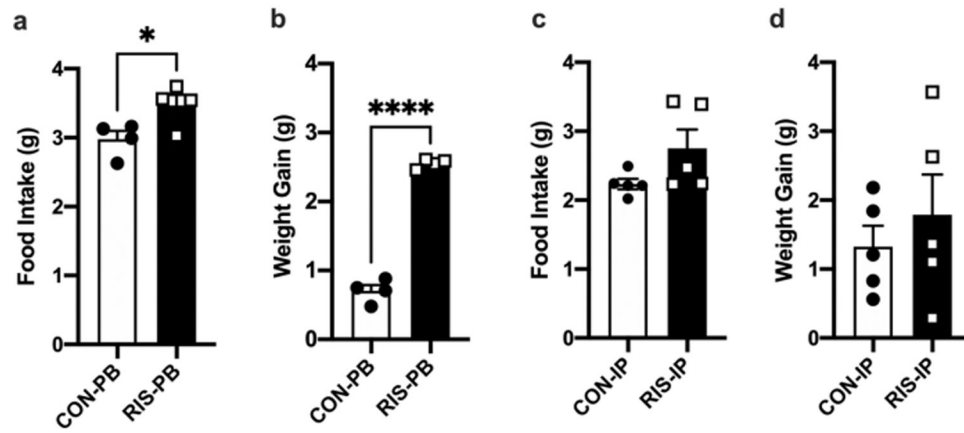 a
*
Food Intake (g)
4
3
2
1
0
CON-PB
RIS-PB
b
****
Weight Gain (g)
4
3
2
1
0
CON-PB
RIS-PB
c
Food Intake (g)
4
3
2
1
0
CON-IP
RIS-IP
d
Weight Gain (g)
4
3
2
1
0
CON-IP
RIS-IP